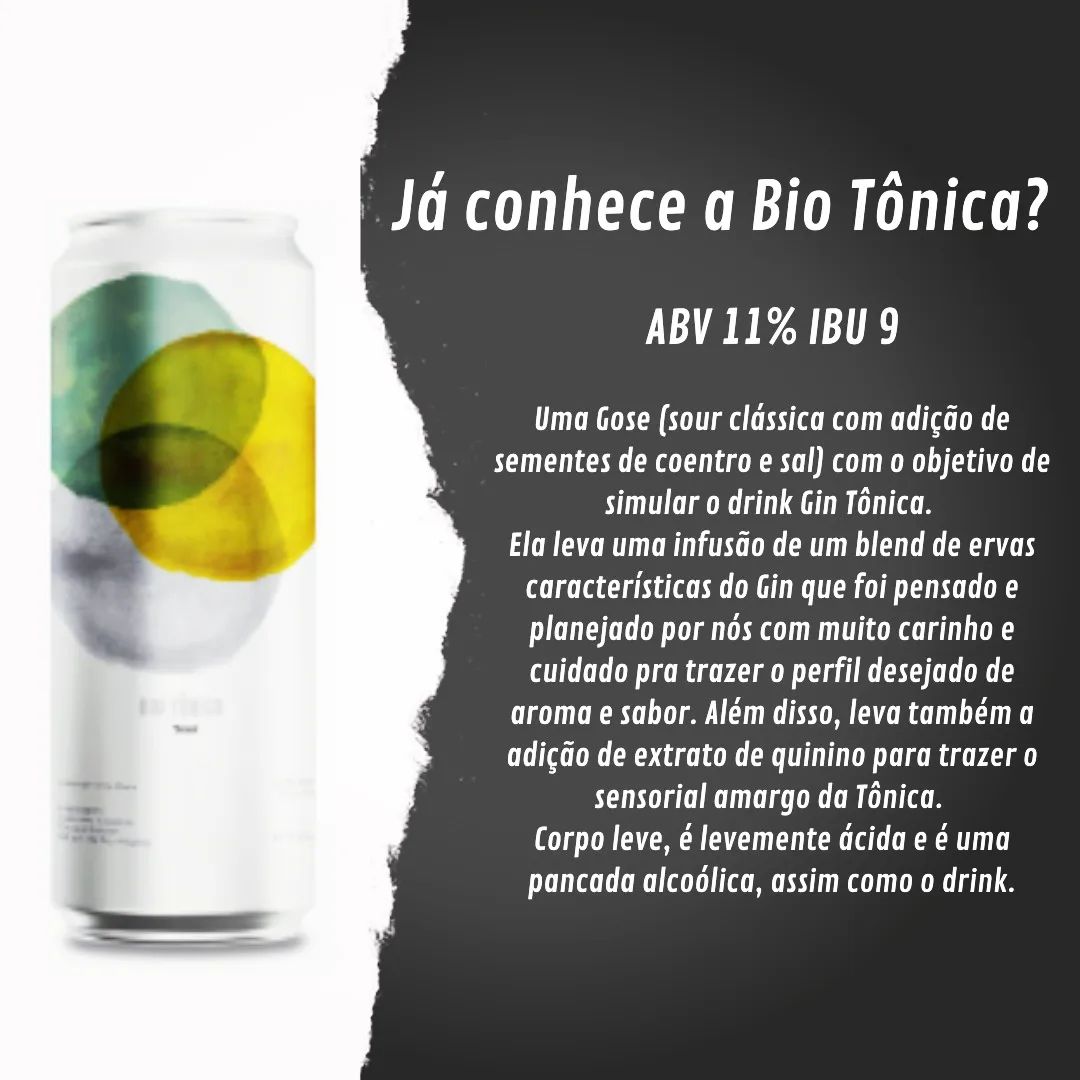 Já conhece a Bio Tônica?
ABV 11% IBU 9
Uma Gose (sour clássica com adição de
sementes de coentro e sal) com o objetivo de
simular o drink Gin Tônica.
Ela leva uma infusão de um blend de ervas
características do Gin que foi pensado e
planejado por nós com muito carinho e
cuidado pra trazer o perfil desejado de
aroma e sabor. Além disso, leva também a
adição de extrato de quinino para trazer o
sensorial amargo da Tônica.
Corpo leve, é levemente ácida e é uma
pancada alcoólica, assim como o drink.